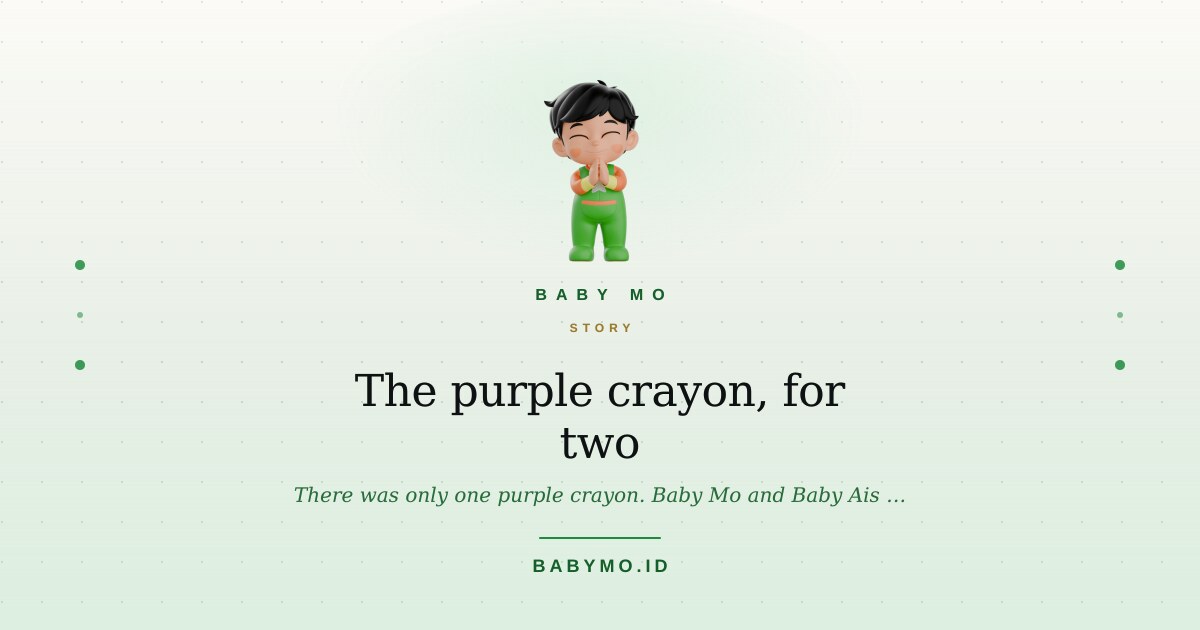 BABY MO
STORY
The purple crayon, for
two
There was only one purple crayon. Baby Mo and Baby Ais ...
BABYMO.ID